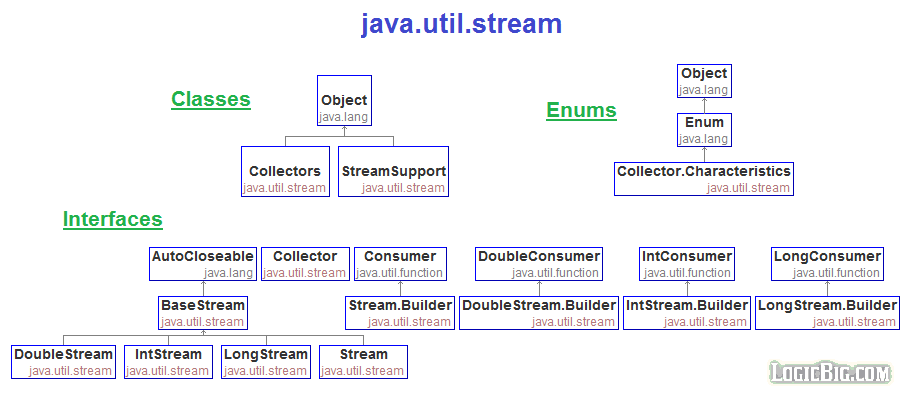 java.util.stream
Classes
Object
java.lang
Collectors
java.util.stream
StreamSupport
java.util.stream
Enums
Object
java.lang
Enum
java.lang
Collector.Characteristics
java.util.stream
Interfaces
AutoCloseable
java.lang
Collector
java.util.stream
Consumer
java.util.function
DoubleConsumer
java.util.function
IntConsumer
java.util.function
LongConsumer
java.util.function
BaseStream
java.util.stream
Stream.Builder
java.util.stream
DoubleStream.Builder
java.util.stream
IntStream.Builder
java.util.stream
LongStream.Builder
java.util.stream
DoubleStream
java.util.stream
IntStream
java.util.stream
LongStream
java.util.stream
Stream
java.util.stream
LogicBig.com